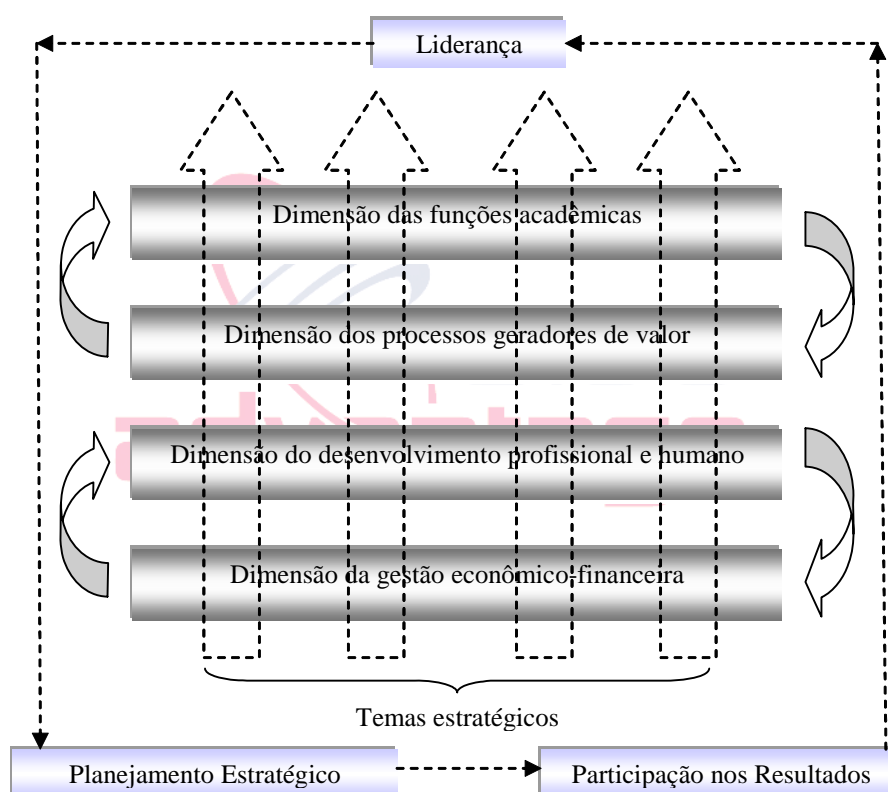 Liderança
Dimensão das funções acadêmicas
Dimensão dos processos geradores de valor
Dimensão do desenvolvimento profissional e humano
Dimensão da gestão econômico-financeira
Temas estratégicos
Planejamento Estratégico
Participação nos Resultados